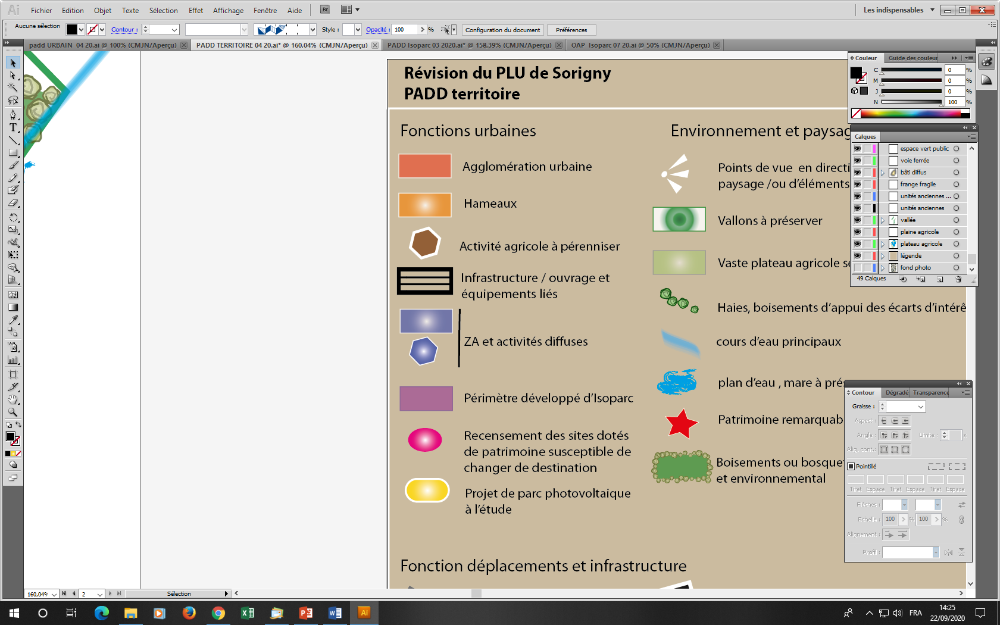 Ai Fichier Edition Objet Texte Sélection Effet Affichage Fenêtre Aide Br Les indispensables
Aucune sélection Contour : Style : Opacité : 100 % Configuration du document Préférences
padd URBAIN 04 20.ai @ 100% (CMJN/Aperçu) PADD TERRITOIRE 04 20.ai* @ 160,04% (CMJN/Aperçu) PADD Isoparc 03 2020.ai* @ 158,39% (CMJN/Aperçu) OAP Isoparc 07 20.ai @ 50% (CMJN/Aperçu)
Révision du PLU de Sorigny
PADD territoire
Fonctions urbaines
Agglomération urbaine
Hameaux
Activité agricole à pérenniser
Infrastructure / ouvrage et
équipements liés
ZA et activités diffuses
Périmètre développé d'Isoparc
Recensement des sites dotés
de patrimoine susceptible de
changer de destination
Projet de parc photovoltaique
à l'étude
Environnement et paysag
Points de vue en directi
paysage /ou d'éléments
Vallons à préserver
Vaste plateau agricole se
Haies, boisements d'appui des écarts d'intérê
cours d'eau principaux
plan d'eau , mare à prés
Patrimoine remarquab
Boisements ou bosquet
et environnemental
Fonction déplacements et infrastructure
Couleur Guide des couleur
C 0 %
M 0 %
J 0 %
N 100 %
Calques
espace vert public
voie ferrée
bâti diffus
frange fragile
unités anciennes ...
unités anciennes
vallée
plaine agricole
plateau agricole
légende
fond photo
49 Calques
Contour Dégradé Transparence
Graisse :
Aspect :
Angle : Limite : x
Alig. cont.:
Pointillé
Tiret Espace Tiret Espace Tiret Espace
Flèches :
Echelle : 100 % 100 %
Alignement :
Profil :
160,04% 2 Sélection
Ai FRA 14:25
22/09/2020